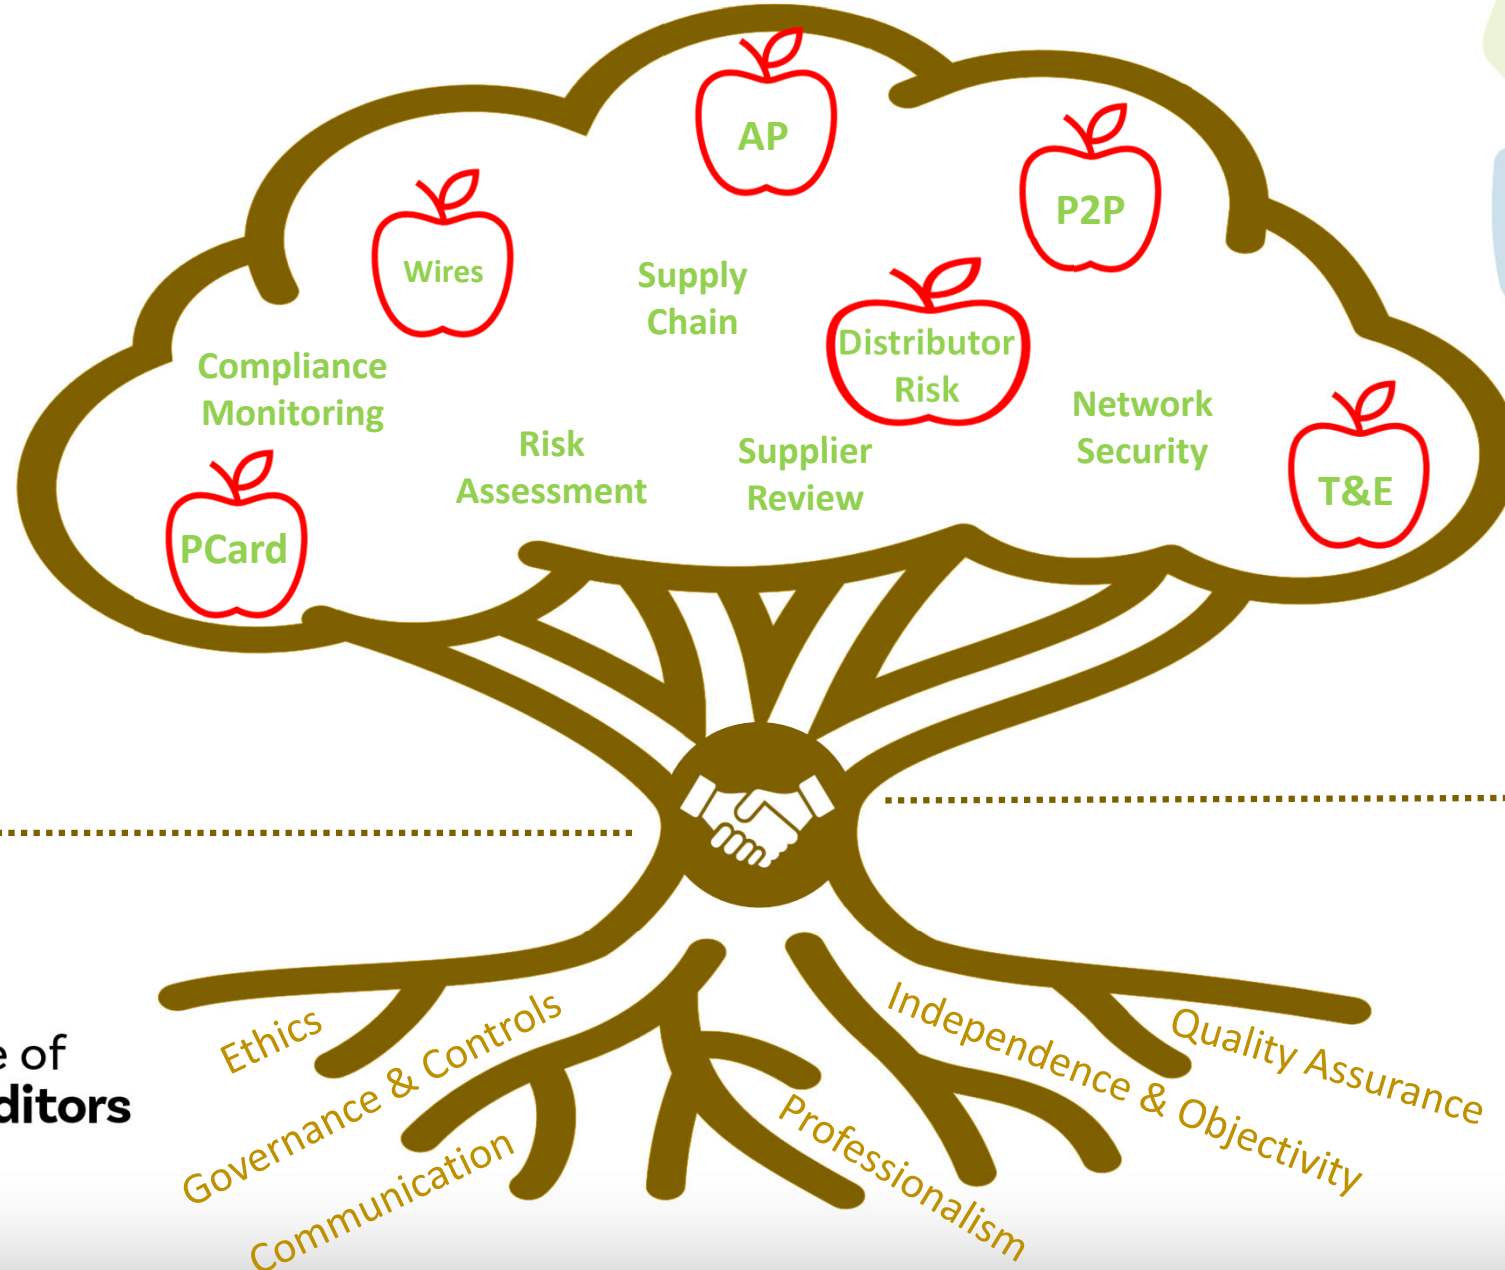 AP
P2P
Wires
Supply
Chain
Distributor
Risk
Compliance
Monitoring
Network
Security
Risk
Assessment
Supplier
Review
T&E
PCard
Ethics
Governance & Controls
Communication
Professionalism
Independence & Objectivity
Quality Assurance
of